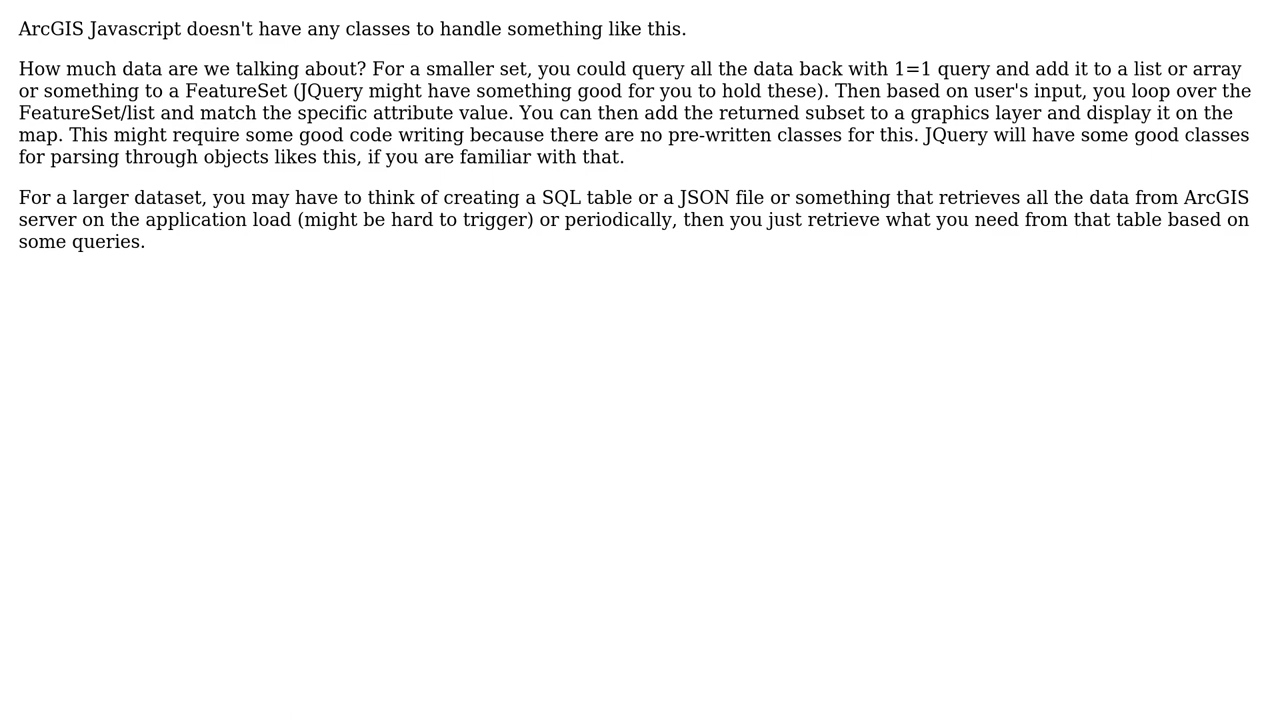 ArcGIS Javascript doesn't have any classes to handle something like this.
How much data are we talking about? For a smaller set, you could query all the data back with 1=1 query and add it to a list or array
or something to a FeatureSet (JQuery might have something good for you to hold these). Then based on user's input, you loop over the
FeatureSet/list and match the specific attribute value. You can then add the returned subset to a graphics layer and display it on the
map. This might require some good code writing because there are no pre-written classes for this. JQuery will have some good classes
for parsing through objects likes this, if you are familiar with that.
For a larger dataset, you may have to think of creating a SQL table or a JSON file or something that retrieves all the data from ArcGIS
server on the application load (might be hard to trigger) or periodically, then you just retrieve what you need from that table based on
some queries.